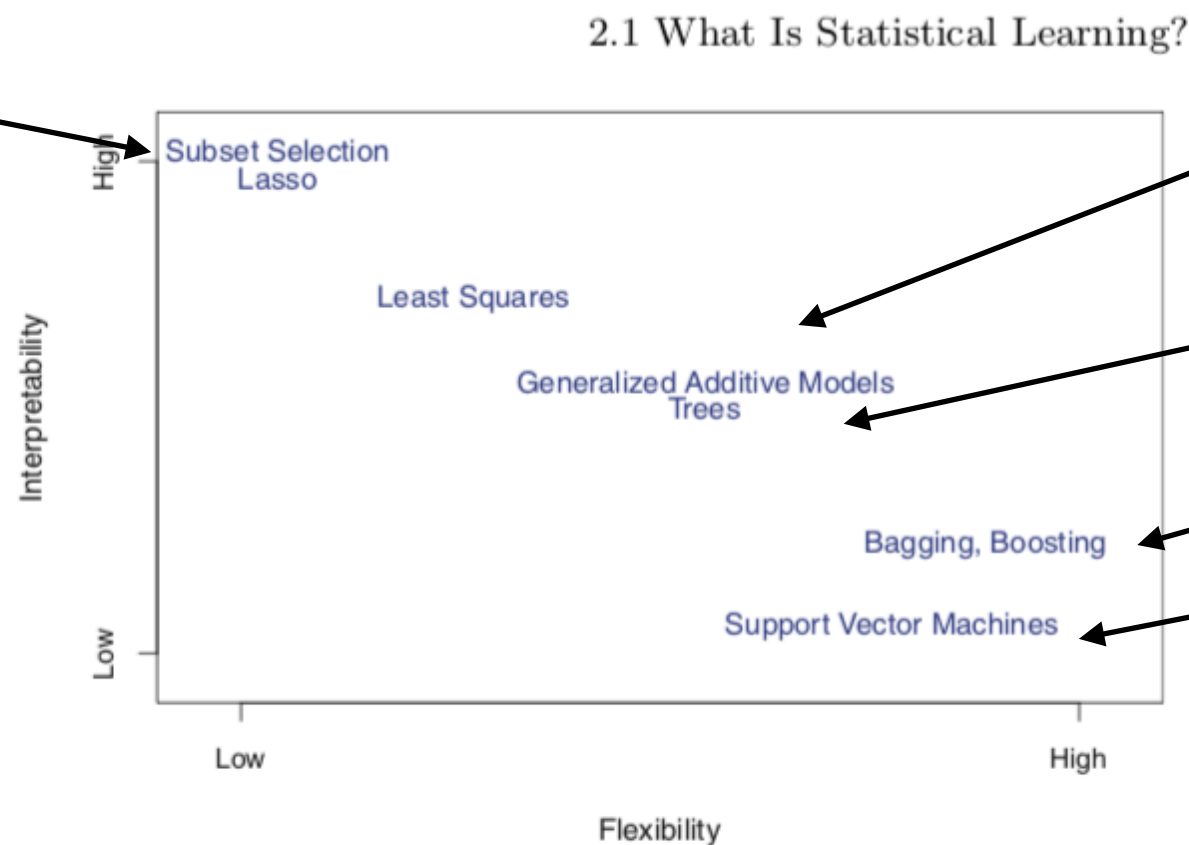 2.1 What Is Statistical Learning?
High
Subset Selection
Lasso
Least Squares
Generalized Additive Models
Trees
Interpretability
Bagging, Boosting
Support Vector Machines
Low
Low
High
Flexibility